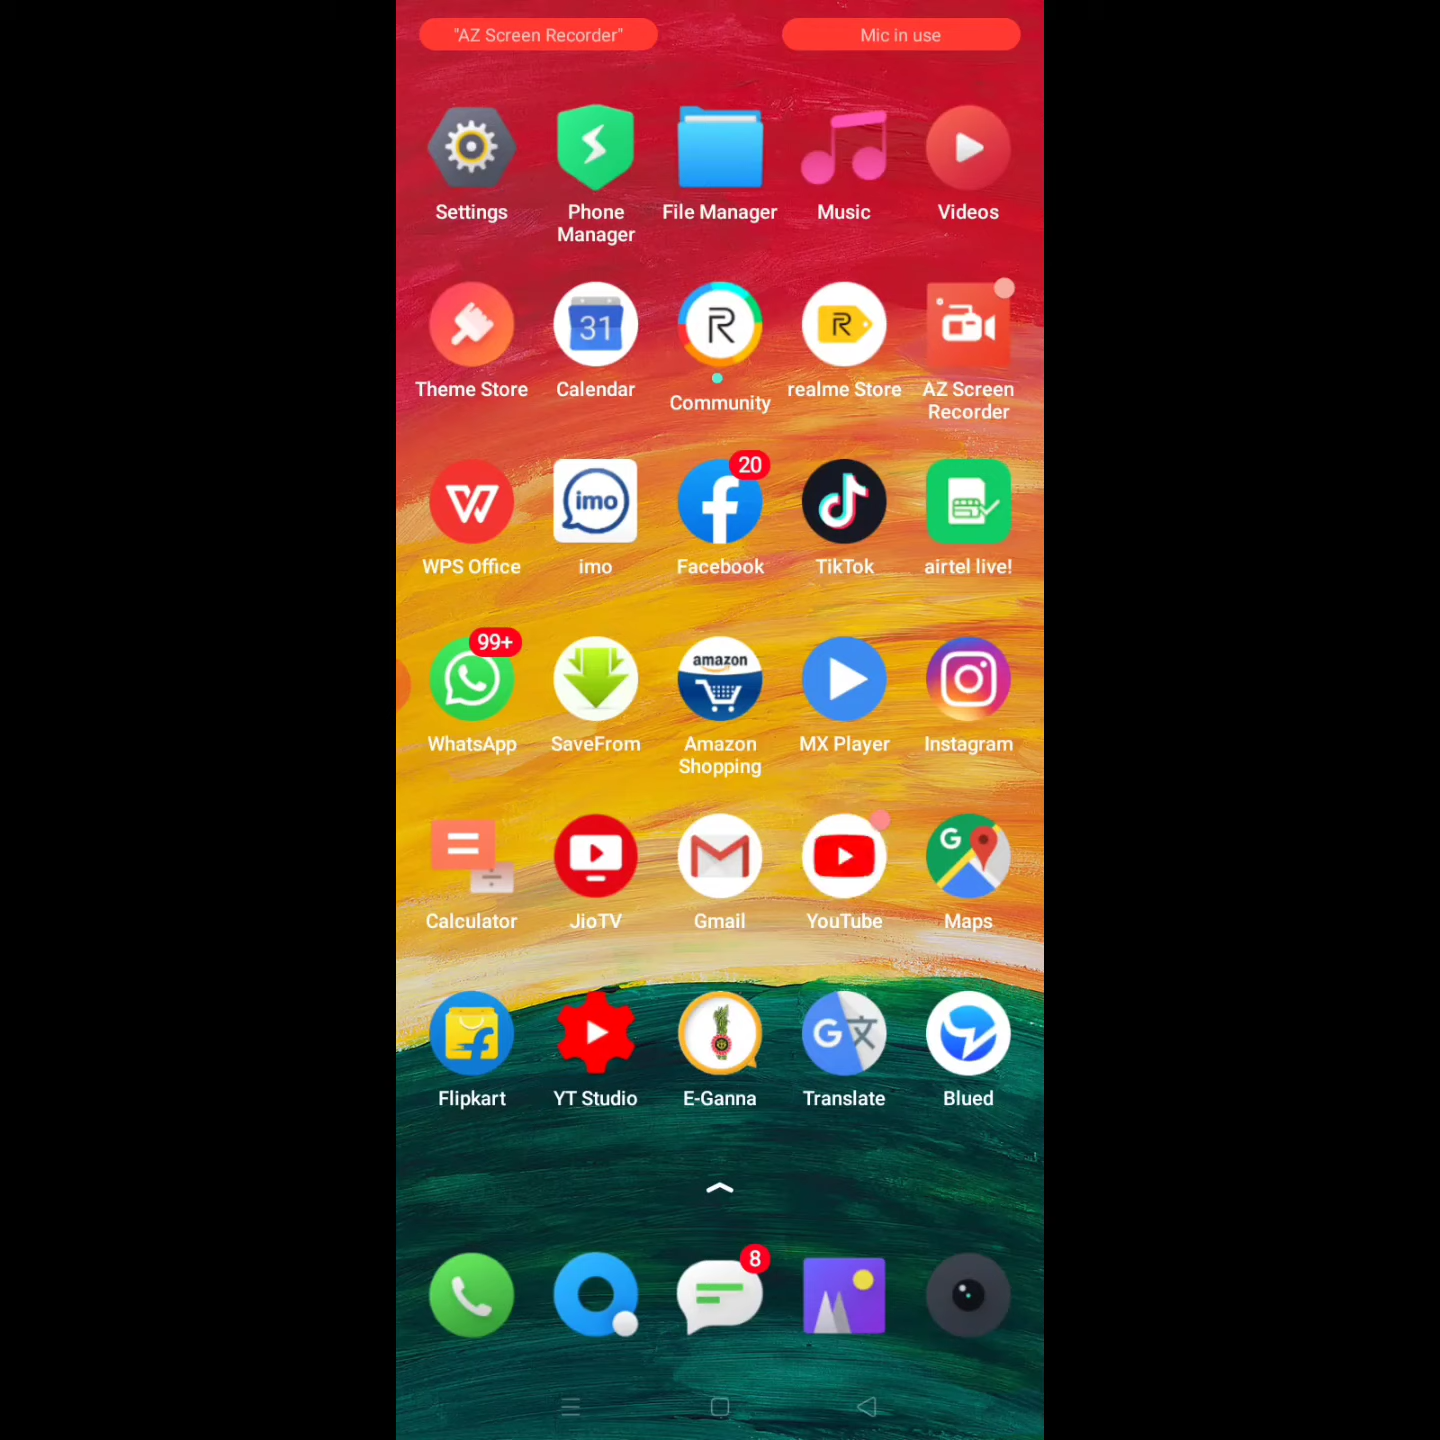 "AZ Screen Recorder"
Mic in use
Settings
Phone
Manager
File Manager
Music
Videos
31
Theme Store
Calendar
Community
realme Store
AZ Screen
Recorder
imo
20
WPS Office
imo
Facebook
TikTok
airtel live!
99+
amazon
WhatsApp
SaveFrom
Amazon
Shopping
MX Player
Instagram
G
Calculator
JioTV
Gmail
YouTube
Maps
G文
Flipkart
YT Studio
E-Ganna
Translate
Blued
8